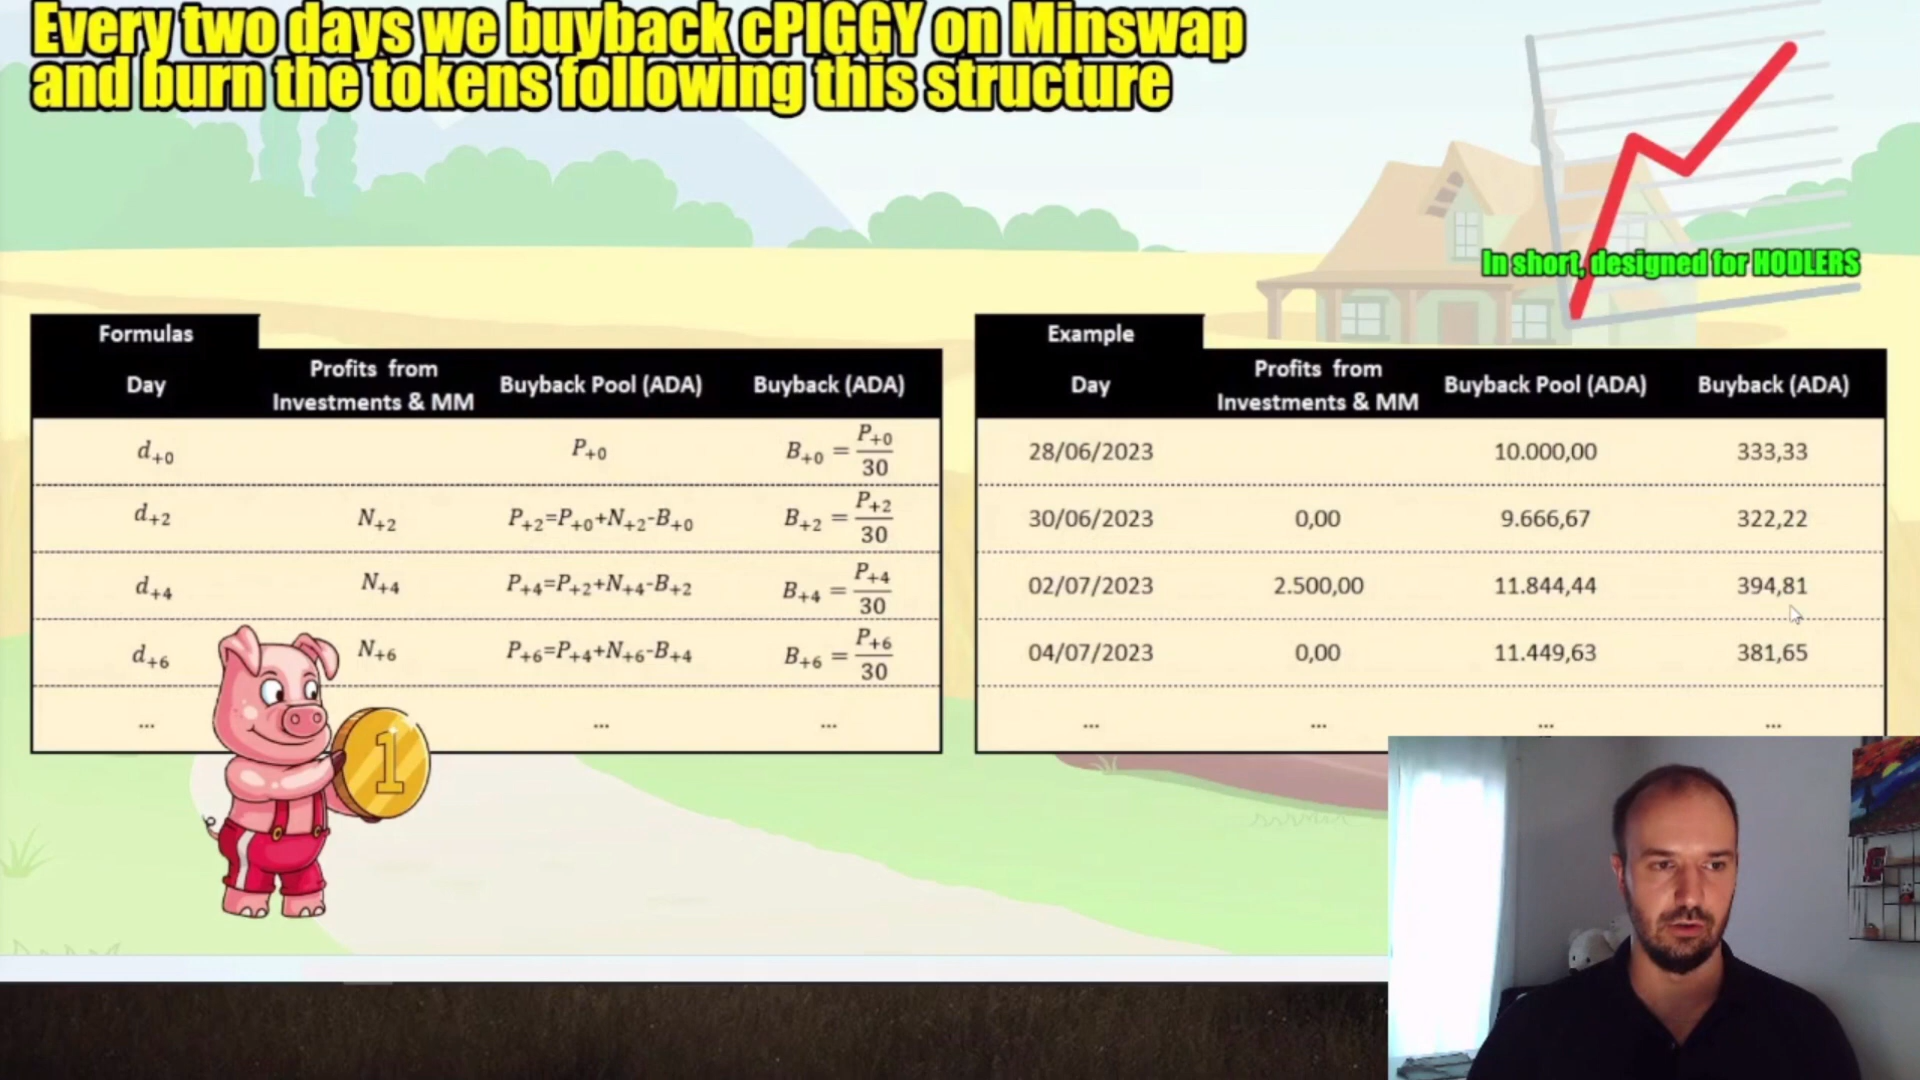 Every two days we buyback cPIGGY on Minswap
and burn the tokens following this structure
In short, designed for HODLERS
Formulas
Day Profits from Investments & MM Buyback Pool (ADA) Buyback (ADA)
d+0 P+0 B+0 = P+0/30
d+2 N+2 P+2=P+0+N+2-B+0 B+2 = P+2/30
d+4 N+4 P+4=P+2+N+4-B+2 B+4 = P+4/30
d+6 N+6 P+6=P+4+N+6-B+4 B+6 = P+6/30
... ... ...
1
Example
Day Profits from Investments & MM Buyback Pool (ADA) Buyback (ADA)
28/06/2023 10.000,00 333,33
30/06/2023 0,00 9.666,67 322,22
02/07/2023 2.500,00 11.844,44 394,81
04/07/2023 0,00 11.449,63 381,65
... ... ... ...